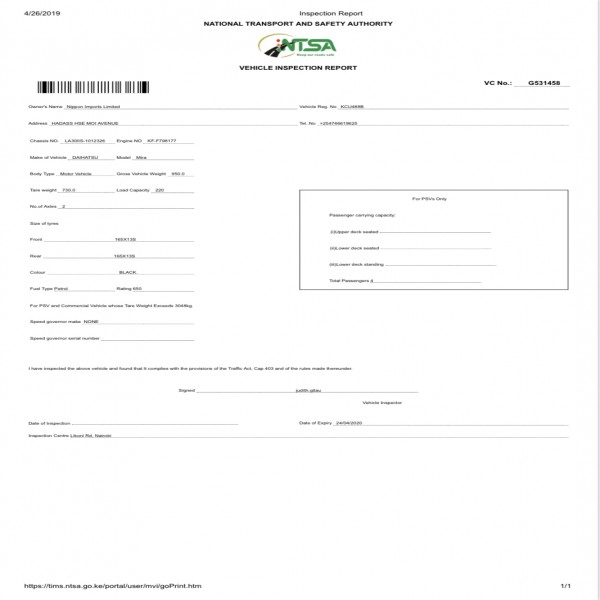 4/26/2019 Inspection Report
NATIONAL TRANSPORT AND SAFETY AUTHORITY
NTSA
Keep our roads safe
VEHICLE INSPECTION REPORT
VC No.: G531458
Owner's Name Nippon Imports Limited Vehicle Reg. No
Address HADASS HSE MOI AVENUE Tel. No +254746019625
Chassis NO. LA300S-1012326 Engine.NO KF-F798177
Make of Vehicle DAIHATSU Model Mira
Body Type Motor Vehicle Gross Vehicle Weight 950.0
Tare weight 730.0 Load Capacity 220
No.of Axles 2
Size of tyres
Front 165X13S
Rear 165X13S
Colour BLACK.
Fuel Type Petrol Rating 650
For PSV and Commercial Vehicle whose Tare Weight Exceeds 3048kg.
Speed governor make NONE
Speed governor serial number
For PSVs Only
Passenger carrying capacity:
(i)Upper deck seated
(ii)Lower deck seated
(iii)Lower deck standing
Total Passengers
I have inspected the above vehicle and found that it complies with the provisions of the Traffic Act, Cap 403 and of the rules made thereunder.
Signed judith gitau
Vehicle Inspector
Date of Inspection Date of Expiry 24/04/2020
Inspection Centre Likoni Rd, Nairobi
https://tims.ntsa.go.ke/portal/user/mvi/goPrint.htm 1/1